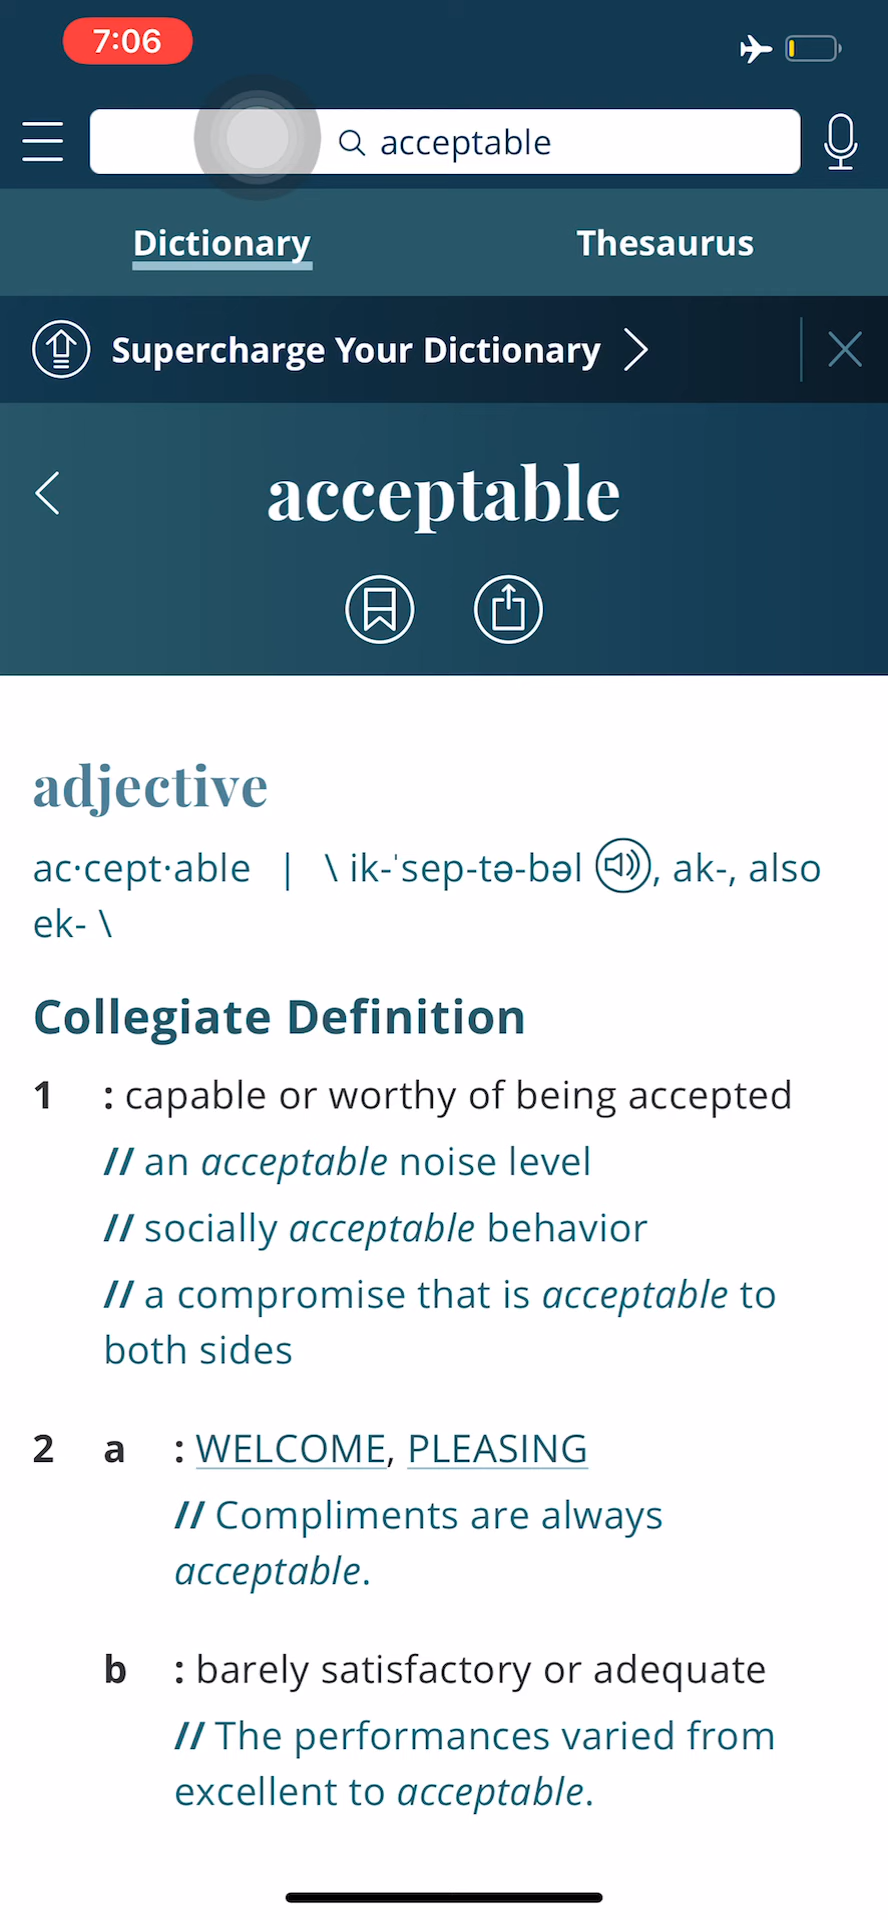 7:06
acceptable
Dictionary Thesaurus
Supercharge Your Dictionary
acceptable
adjective
ac·cept·able | \ ik-ˈsep-tə-bəl , ak-, also
ek- \
Collegiate Definition
1 : capable or worthy of being accepted
// an acceptable noise level
// socially acceptable behavior
// a compromise that is acceptable to
both sides
2 a : WELCOME, PLEASING
// Compliments are always
acceptable.
b : barely satisfactory or adequate
// The performances varied from
excellent to acceptable.